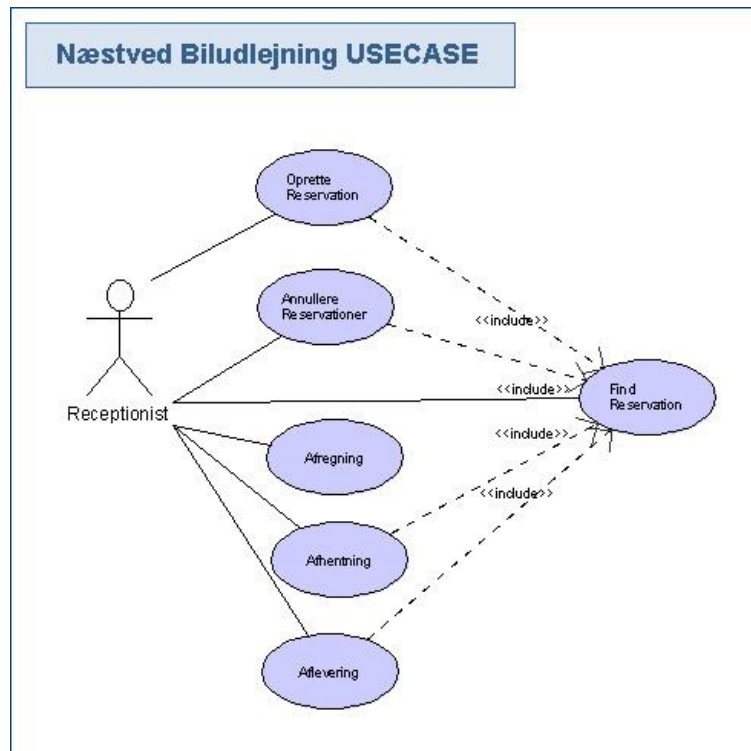 Næstved Biludlejning USECASE
Oprette
Reservation
Annullere
Reservationer
<<include>>
<<include>>
Find
Reservation
Receptionist
<<include>>
Afregning
<<include>>
Afhentning
Aflevering